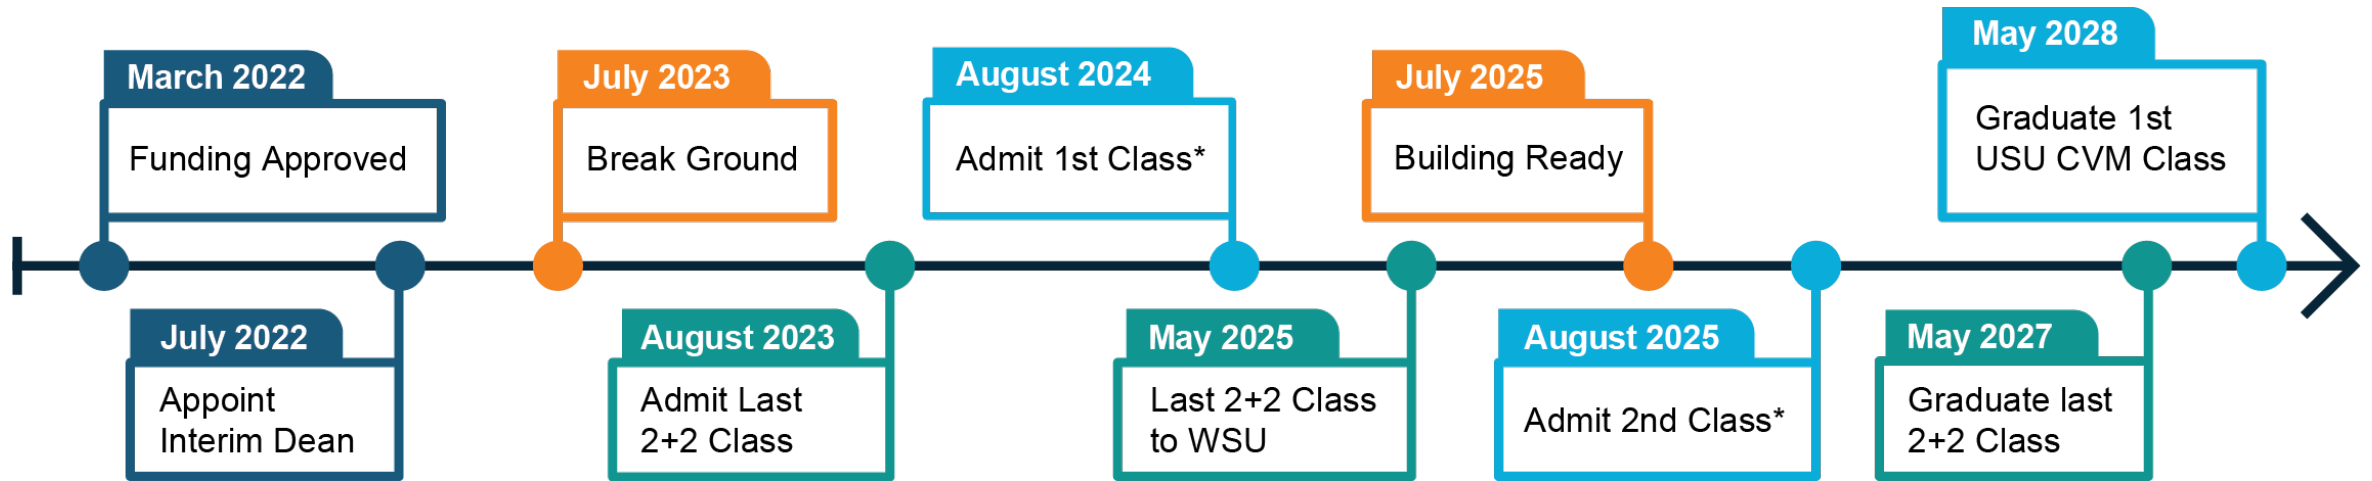 March 2022
Funding Approved
July 2022
Appoint
Interim Dean
July 2023
Break Ground
August 2023
Admit Last
2+2 Class
August 2024
Admit 1st Class*
May 2025
Last 2+2 Class
to WSU
July 2025
Building Ready
August 2025
Admit 2nd Class*
May 2027
Graduate last
2+2 Class
May 2028
Graduate 1st
USU CVM Class